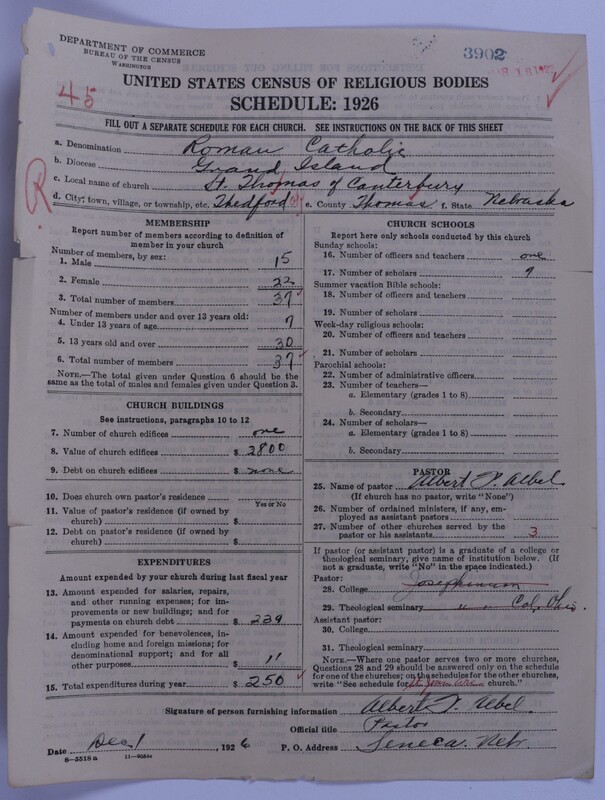 DEPARTMENT OF COMMERCE
BUREAU OF THE CENSUS
WASHINGTON
3902
45
UNITED STATES CENSUS OF RELIGIOUS BODIES
SCHEDULE: 1926
FILL OUT A SEPARATE SCHEDULE FOR EACH CHURCH. SEE INSTRUCTIONS ON THE BACK OF THIS SHEET
a. Denomination Roman Catholic
b. Diocese Grand Island
c. Local name of church St. Thomas of Canterbury
d. City, town, village, or township, etc. Thedford e. County Thomas f. State Nebraska
R
MEMBERSHIP
Report number of members according to definition of
member in your church
Number of members, by sex:
1. Male 15
2. Female 22
3. Total number of members 37
Number of members under and over 13 years old:
4. Under 13 years of age 7
5. 13 years old and over 30
6. Total number of members 37
NOTE.—The total given under Question 6 should be the
same as the total of males and females given under Question 3.
CHURCH BUILDINGS
See instructions, paragraphs 10 to 12
7. Number of church edifices one
8. Value of church edifices $ 2800
9. Debt on church edifices $ none
10. Does church own pastor's residence
Yes or No
11. Value of pastor's residence (if owned by
church) $
12. Debt on pastor's residence (if owned by
church) $
EXPENDITURES
Amount expended by your church during last fiscal year
13. Amount expended for salaries, repairs,
and other running expenses; for im-
provements or new buildings; and for
payments on church debt $ 239
14. Amount expended for benevolences, in-
cluding home and foreign missions; for
denominational support; and for all
other purposes $ 11
15. Total expenditures during year $ 250
CHURCH SCHOOLS
Report here only schools conducted by this church
Sunday schools:
16. Number of officers and teachers one
17. Number of scholars 9
Summer vacation Bible schools:
18. Number of officers and teachers
19. Number of scholars
Week-day religious schools:
20. Number of officers and teachers
21. Number of scholars
Parochial schools:
22. Number of administrative officers
23. Number of teachers—
a. Elementary (grades 1 to 8)
b. Secondary
24. Number of scholars—
a. Elementary (grades 1 to 8)
b. Secondary
PASTOR
25. Name of pastor Albert T. Uebel
(If church has no pastor, write "None")
26. Number of ordained ministers, if any, em-
ployed as assistant pastors
27. Number of other churches served by the
pastor or his assistants 3
If pastor (or assistant pastor) is a graduate of a college or
theological seminary, give name of institution below. (If
not a graduate, write "No" in the space indicated.)
Pastor:
28. College Josephinum
29. Theological seminary " " Col. Ohio.
Assistant pastor:
30. College
31. Theological seminary
NOTE.—Where one pastor serves two or more churches,
Questions 28 and 29 should be answered only on the schedule
for one of the churches; on the schedules for the other churches,
write "See schedule for church."
Signature of person furnishing information Albert T. Uebel
Official title Pastor
Date Dec. 1, 1926 P. O. Address Seneca. Nebr
8—5518a 11—9054